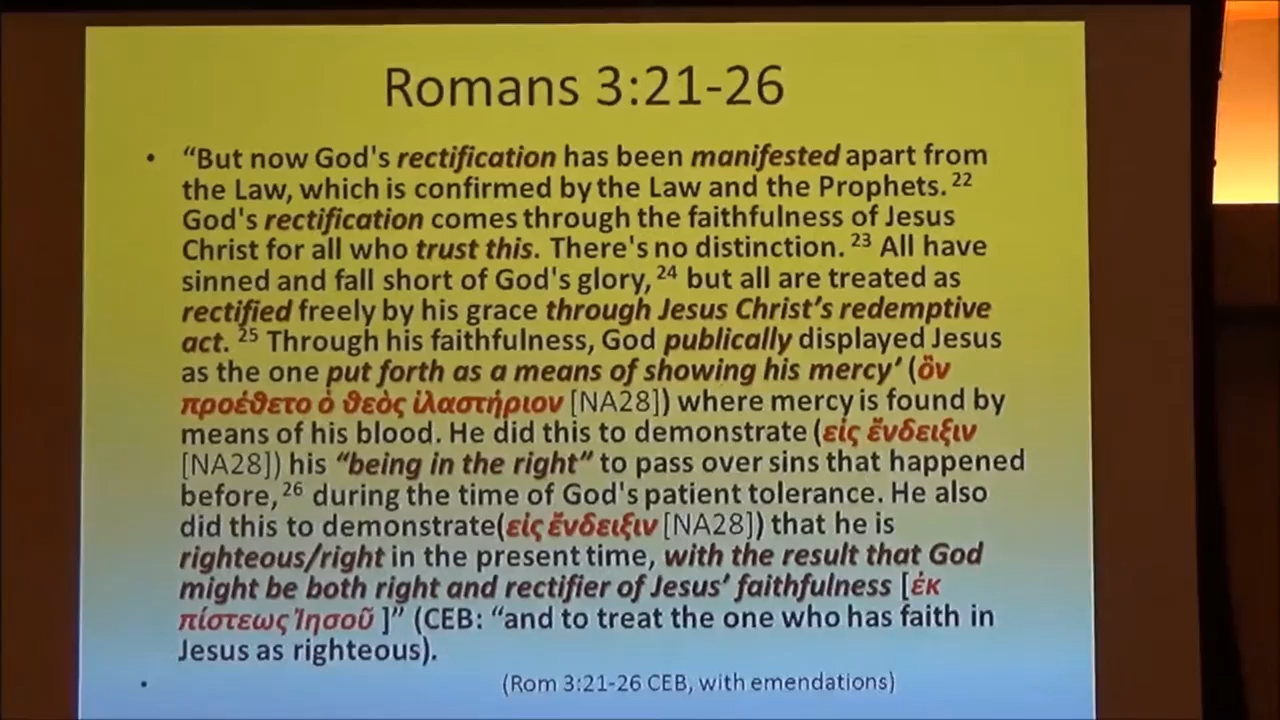 Romans 3:21-26
• “But now God's rectification has been manifested apart from
the Law, which is confirmed by the Law and the Prophets. 22
God's rectification comes through the faithfulness of Jesus
Christ for all who trust this. There's no distinction. 23 All have
sinned and fall short of God's glory, 24 but all are treated as
rectified freely by his grace through Jesus Christ’s redemptive
act. 25 Through his faithfulness, God publically displayed Jesus
as the one put forth as a means of showing his mercy’ (ὃν
προέθετο ὁ θεὸς ἱλαστήριον [NA28]) where mercy is found by
means of his blood. He did this to demonstrate (εἰς ἔνδειξιν
[NA28]) his “being in the right” to pass over sins that happened
before, 26 during the time of God's patient tolerance. He also
did this to demonstrate(εἰς ἔνδειξιν [NA28]) that he is
righteous/right in the present time, with the result that God
might be both right and rectifier of Jesus’ faithfulness [ἐκ
πίστεως Ἰησοῦ ]” (CEB: “and to treat the one who has faith in
Jesus as righteous).
• (Rom 3:21-26 CEB, with emendations)